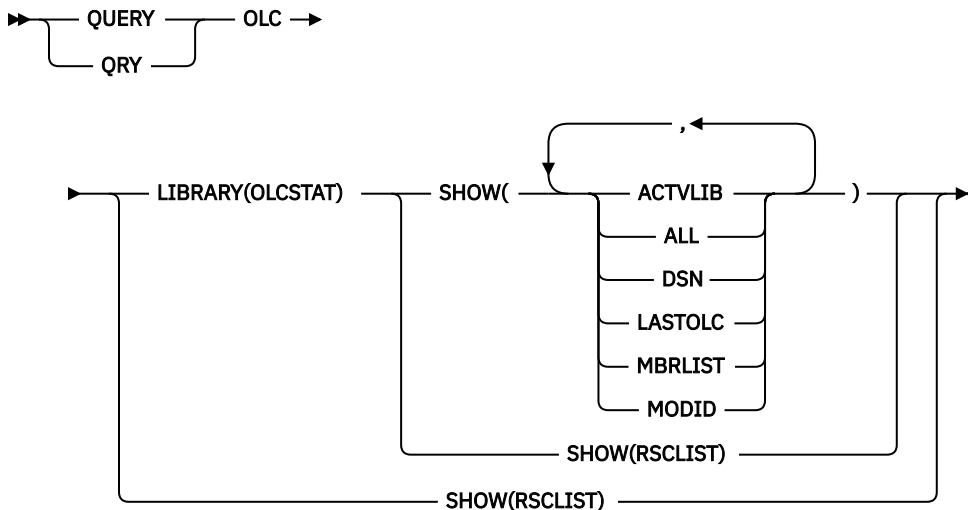 QUERY OLC
QRY
,
LIBRARY(OLCSTAT) SHOW( ACTVLIB )
ALL
DSN
LASTOLC
MBRLIST
MODID
SHOW(RSCLIST)
SHOW(RSCLIST)